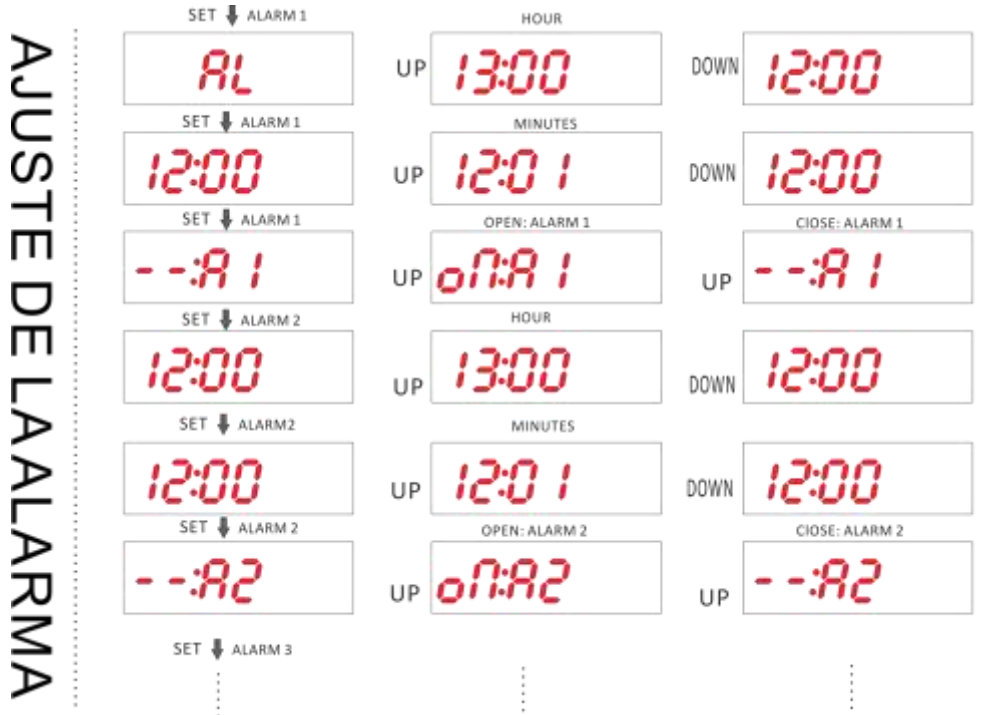 AJUSTE DE LA ALARMA
SET ALARM 1 HOUR
AL UP 13:00 DOWN 12:00
SET ALARM 1 MINUTES
12:00 UP 12:01 DOWN 12:00
SET ALARM 1 OPEN: ALARM 1 ClOSE: ALARM 1
--:A1 UP on:A1 UP --:A1
SET ALARM 2 HOUR
12:00 UP 13:00 DOWN 12:00
SET ALARM2 MINUTES
12:00 UP 12:01 DOWN 12:00
SET ALARM 2 OPEN: ALARM 2 ClOSE: ALARM 2
--:A2 UP on:A2 UP --:A2
SET ALARM 3